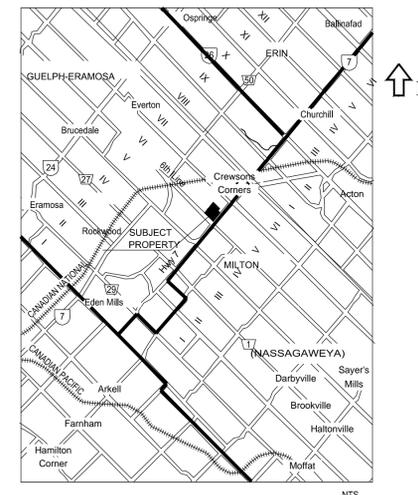 Ospringe
XII
Ballinafad
XI
ERIN
26
X
7
VI
GUELPH-ERAMOSA
IX
50
V
Everton
VIII
IV
Churchill
VII
III
Brucedale
VI
6th Line
V
24
27
IV
Crewsons
Corners
II
Acton
III
I
Eramosa
II
Rockwood
SUBJECT
PROPERTY
VI
I
V
Hwy 7
MILTON
CANADIAN NATIONAL
IV
29
III
Eden Mills
7
II
I
1
CANADIAN PACIFIC
(NASSAGAWEYA)
Sayer's
Mills
Darbyville
Arkell
Brookville
Farnham
Haltonville
Hamilton
Corner
Moffat
NTS